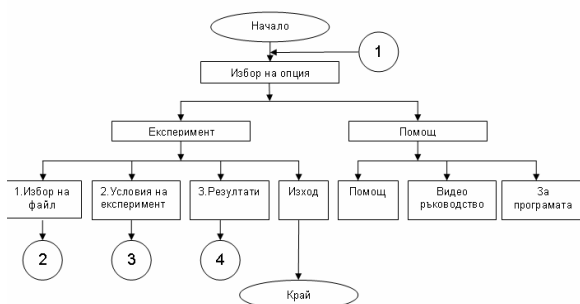 Начало
1
Избор на опция
Експеримент
Помощ
1.Избор на
файл
2.Условия на
експеримент
3.Резултати
Изход
Помощ
Видео
ръководство
За
програмата
2
3
4
Край